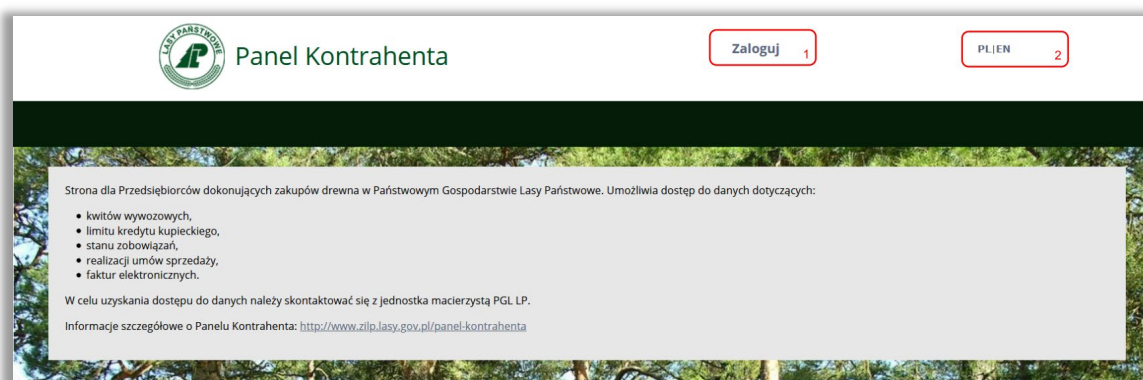 LASY PAŃSTWOWE
Panel Kontrahenta
Zaloguj 1
PL|EN 2
Strona dla Przedsiębiorców dokonujących zakupów drewna w Państwowym Gospodarstwie Lasy Państwowe. Umożliwia dostęp do danych dotyczących:
• kwitów wywozowych,
• limitu kredytu kupieckiego,
• stanu zobowiązań,
• realizacji umów sprzedaży,
• faktur elektronicznych.
W celu uzyskania dostępu do danych należy skontaktować się z jednostka macierzystą PGL LP.
Informacje szczegółowe o Panelu Kontrahenta: http://www.zilp.lasy.gov.pl/panel-kontrahenta